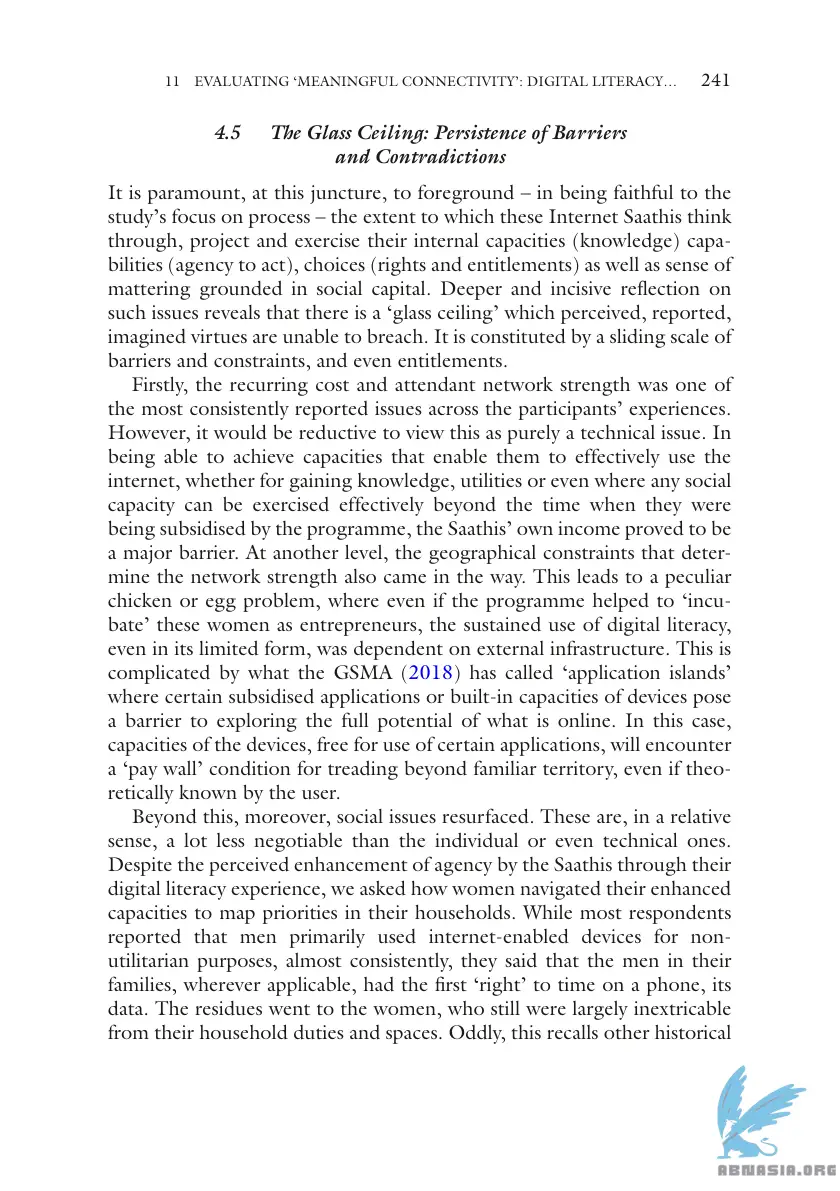 11 EVALUATING ‘MEANINGFUL CONNECTIVITY’: DIGITAL LITERACY… 241
4.5 The Glass Ceiling: Persistence of Barriers
and Contradictions
It is paramount, at this juncture, to foreground – in being faithful to the
study’s focus on process – the extent to which these Internet Saathis think
through, project and exercise their internal capacities (knowledge) capa-
bilities (agency to act), choices (rights and entitlements) as well as sense of
mattering grounded in social capital. Deeper and incisive reflection on
such issues reveals that there is a ‘glass ceiling’ which perceived, reported,
imagined virtues are unable to breach. It is constituted by a sliding scale of
barriers and constraints, and even entitlements.
Firstly, the recurring cost and attendant network strength was one of
the most consistently reported issues across the participants’ experiences.
However, it would be reductive to view this as purely a technical issue. In
being able to achieve capacities that enable them to effectively use the
internet, whether for gaining knowledge, utilities or even where any social
capacity can be exercised effectively beyond the time when they were
being subsidised by the programme, the Saathis’ own income proved to be
a major barrier. At another level, the geographical constraints that deter-
mine the network strength also came in the way. This leads to a peculiar
chicken or egg problem, where even if the programme helped to ‘incu-
bate’ these women as entrepreneurs, the sustained use of digital literacy,
even in its limited form, was dependent on external infrastructure. This is
complicated by what the GSMA (2018) has called ‘application islands’
where certain subsidised applications or built-in capacities of devices pose
a barrier to exploring the full potential of what is online. In this case,
capacities of the devices, free for use of certain applications, will encounter
a ‘pay wall’ condition for treading beyond familiar territory, even if theo-
retically known by the user.
Beyond this, moreover, social issues resurfaced. These are, in a relative
sense, a lot less negotiable than the individual or even technical ones.
Despite the perceived enhancement of agency by the Saathis through their
digital literacy experience, we asked how women navigated their enhanced
capacities to map priorities in their households. While most respondents
reported that men primarily used internet-enabled devices for non-
utilitarian purposes, almost consistently, they said that the men in their
families, wherever applicable, had the first ‘right’ to time on a phone, its
data. The residues went to the women, who still were largely inextricable
from their household duties and spaces. Oddly, this recalls other historical
ABNASIA.ORG